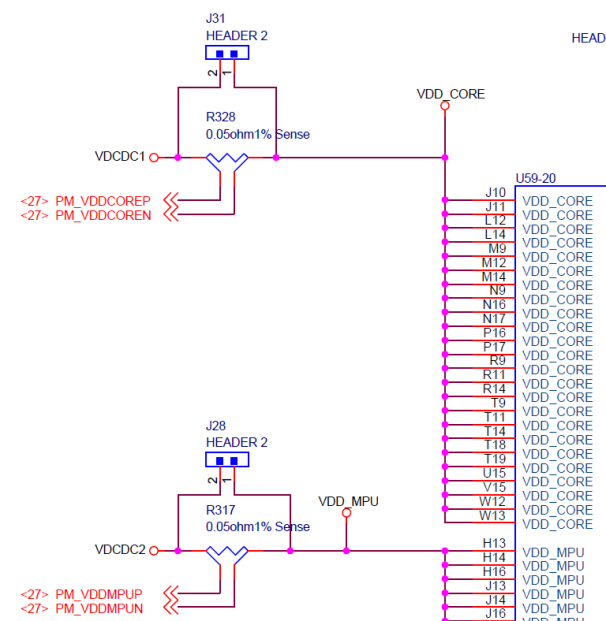 J31
HEADER 2
HEAD
2
1
VDD_CORE
R328
0.05ohm1% Sense
VDCDC1
U59-20
<27> PM_VDDCOREP
<27> PM_VDDCOREN
J10 VDD_CORE
J11 VDD_CORE
L12 VDD_CORE
L14 VDD_CORE
M9 VDD_CORE
M12 VDD_CORE
M14 VDD_CORE
N9 VDD_CORE
N16 VDD_CORE
N17 VDD_CORE
P16 VDD_CORE
P17 VDD_CORE
R9 VDD_CORE
R11 VDD_CORE
R14 VDD_CORE
T9 VDD_CORE
T11 VDD_CORE
T14 VDD_CORE
T18 VDD_CORE
T19 VDD_CORE
U15 VDD_CORE
V15 VDD_CORE
W12 VDD_CORE
W13 VDD_CORE
J28
HEADER 2
2
1
VDD_MPU
R317
0.05ohm1% Sense
VDCDC2
<27> PM_VDDMPUP
<27> PM_VDDMPUN
H13 VDD_MPU
H14 VDD_MPU
H16 VDD_MPU
J13 VDD_MPU
J14 VDD_MPU
J16 VDD_MPU